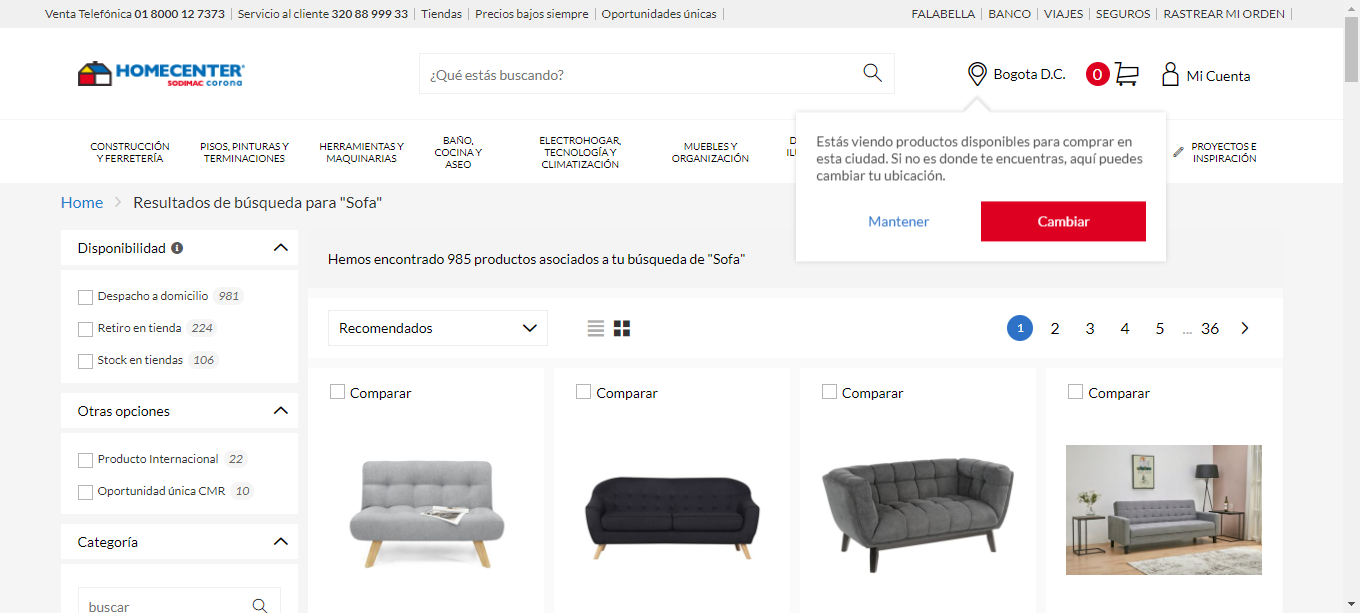 Venta Telefónica 01 8000 12 7373 Servicio al cliente 320 88 999 33 Tiendas Precios bajos siempre Oportunidades únicas FALABELLA BANCO VIAJES SEGUROS RASTREAR MI ORDEN
HOMECENTER
SODIMAC corona
¿Qué estás buscando?
Bogota D.C.
0
Mi Cuenta
CONSTRUCCIÓN
Y FERRETERÍA
PISOS, PINTURAS Y
TERMINACIONES
HERRAMIENTAS Y
MAQUINARIAS
BAÑO,
COCINA Y
ASEO
ELECTROHOGAR,
TECNOLOGÍA Y
CLIMATIZACIÓN
MUEBLES Y
ORGANIZACIÓN
PROYECTOS E
INSPIRACIÓN
Estás viendo productos disponibles para comprar en
esta ciudad. Si no es donde te encuentras, aquí puedes
cambiar tu ubicación.
Mantener Cambiar
Home Resultados de búsqueda para "Sofa"
Disponibilidad
Despacho a domicilio 981
Retiro en tienda 224
Stock en tiendas 106
Otras opciones
Producto Internacional 22
Oportunidad única CMR 10
Categoría
buscar
Hemos encontrado 985 productos asociados a tu búsqueda de "Sofa"
Recomendados
1 2 3 4 5 ... 36
Comparar Comparar Comparar Comparar